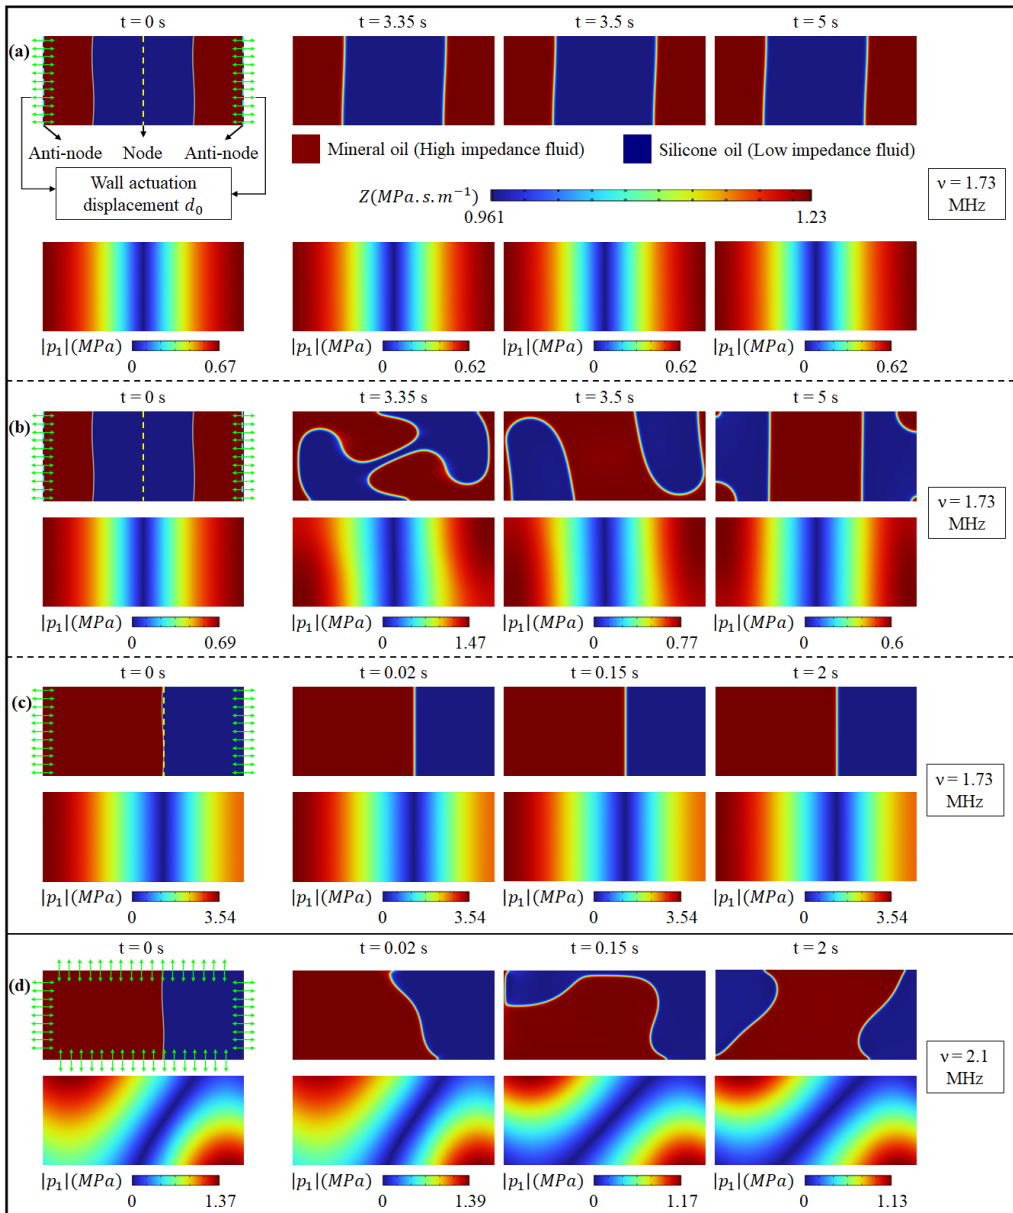 t = 0 s t = 3.35 s t = 3.5 s t = 5 s
(a)
Anti-node Node Anti-node
Wall actuation
displacement d₀
Mineral oil (High impedance fluid) Silicone oil (Low impedance fluid)
Z(MPa.s.m⁻¹)
0.961 1.23
ν = 1.73
MHz
|p₁|(MPa) |p₁|(MPa) |p₁|(MPa) |p₁|(MPa)
0 0.67 0 0.62 0 0.62 0 0.62
t = 0 s t = 3.35 s t = 3.5 s t = 5 s
(b)
ν = 1.73
MHz
|p₁|(MPa) |p₁|(MPa) |p₁|(MPa) |p₁|(MPa)
0 0.69 0 1.47 0 0.77 0 0.6
t = 0 s t = 0.02 s t = 0.15 s t = 2 s
(c)
ν = 1.73
MHz
|p₁|(MPa) |p₁|(MPa) |p₁|(MPa) |p₁|(MPa)
0 3.54 0 3.54 0 3.54 0 3.54
t = 0 s t = 0.02 s t = 0.15 s t = 2 s
(d)
ν = 2.1
MHz
|p₁|(MPa) |p₁|(MPa) |p₁|(MPa) |p₁|(MPa)
0 1.37 0 1.39 0 1.17 0 1.13